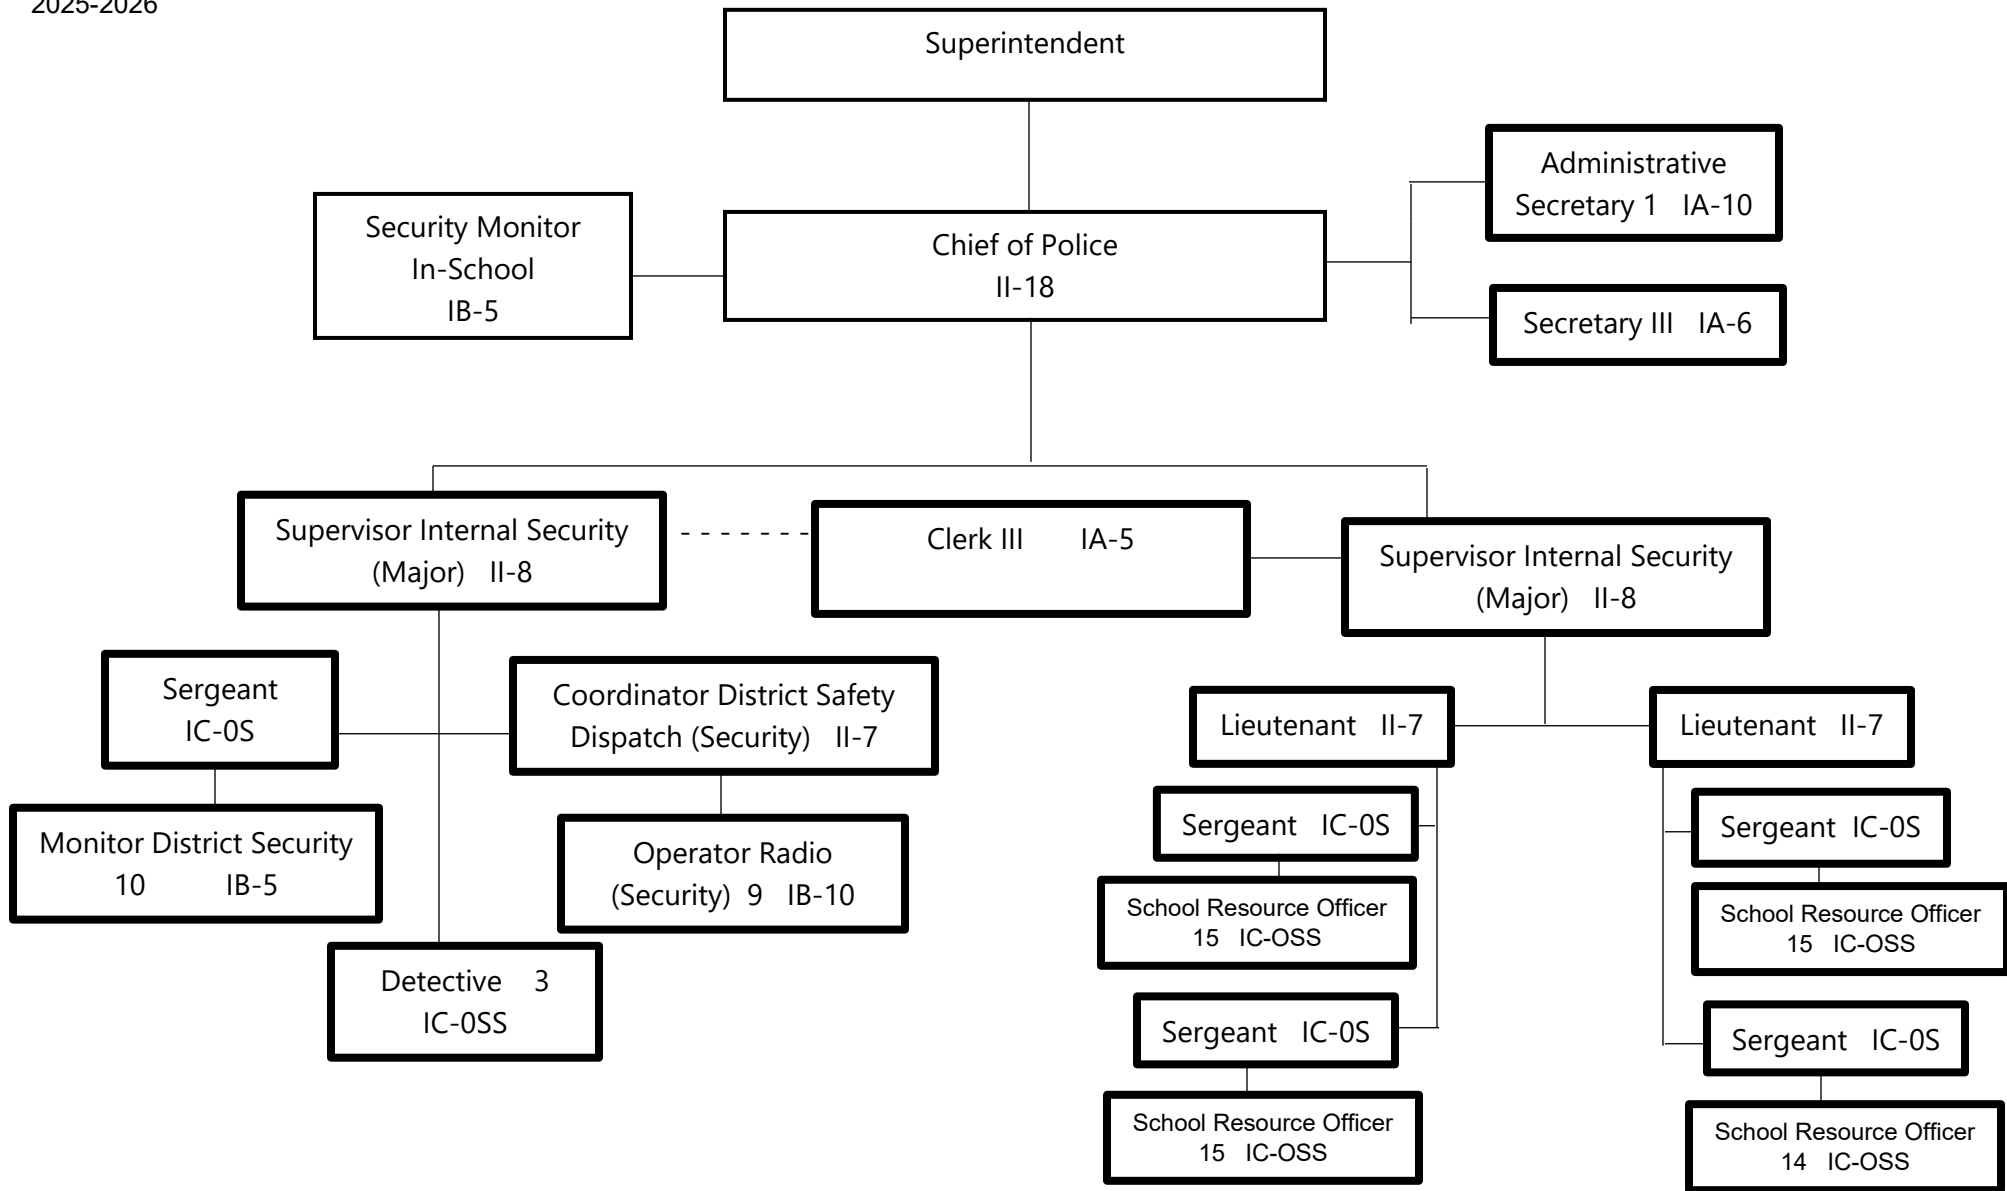 2025-2026
Superintendent
Administrative
Secretary 1 IA-10
Security Monitor
In-School
IB-5
Chief of Police
II-18
Secretary III IA-6
Supervisor Internal Security
(Major) II-8
- - - - - - -
Clerk III IA-5
Supervisor Internal Security
(Major) II-8
Sergeant
IC-0S
Coordinator District Safety
Dispatch (Security) II-7
Lieutenant II-7
Lieutenant II-7
Monitor District Security
10 IB-5
Operator Radio
(Security) 9 IB-10
Sergeant IC-0S
Sergeant IC-0S
School Resource Officer
15 IC-OSS
School Resource Officer
15 IC-OSS
Detective 3
IC-0SS
Sergeant IC-0S
Sergeant IC-0S
School Resource Officer
15 IC-OSS
School Resource Officer
14 IC-OSS